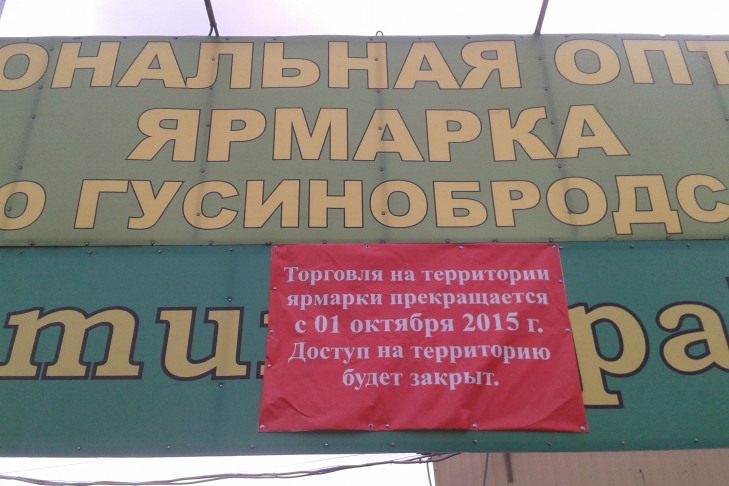 ОНАЛЬНАЯ ОПТ
ЯРМАРКА
О ГУСИНОБРОДС
Торговля на территории
ярмарки прекращается
с 01 октября 2015 г.
Доступ на территорию
будет закрыт.